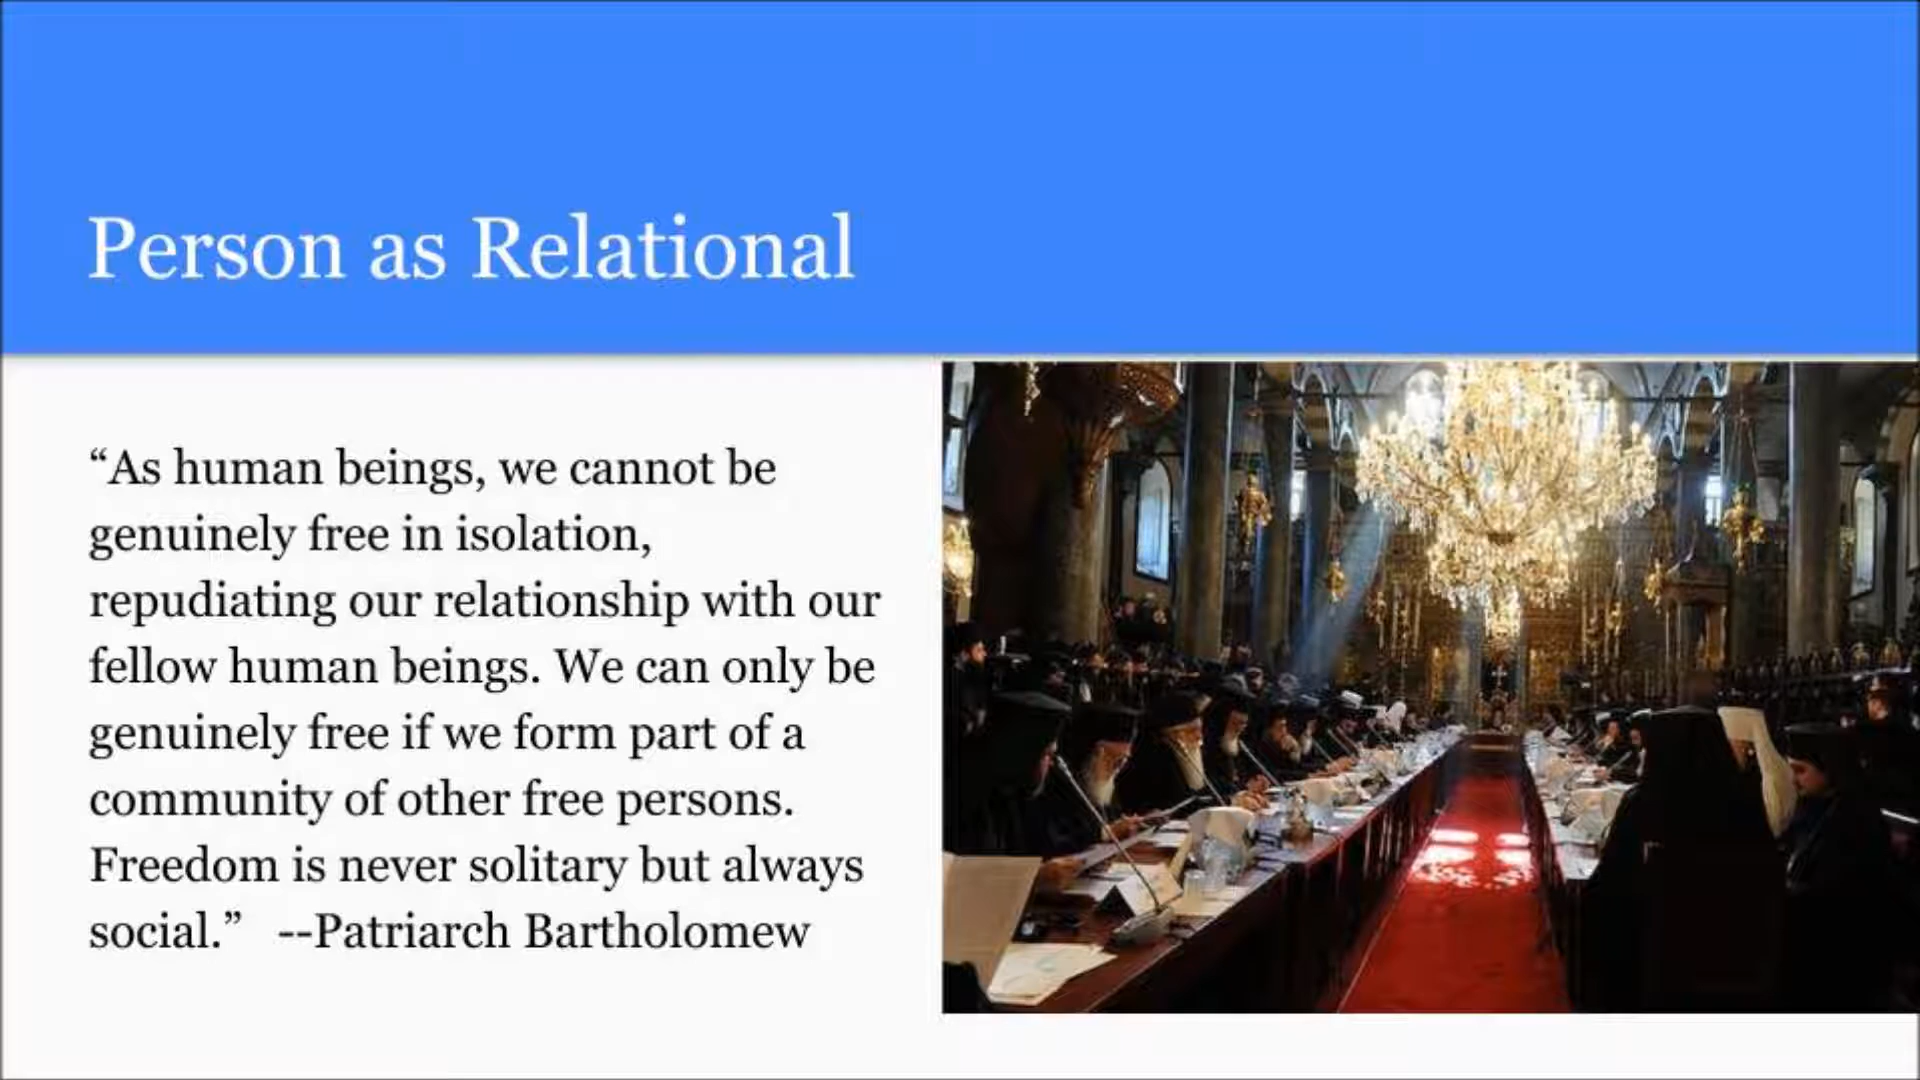 Person as Relational
“As human beings, we cannot be
genuinely free in isolation,
repudiating our relationship with our
fellow human beings. We can only be
genuinely free if we form part of a
community of other free persons.
Freedom is never solitary but always
social.” --Patriarch Bartholomew